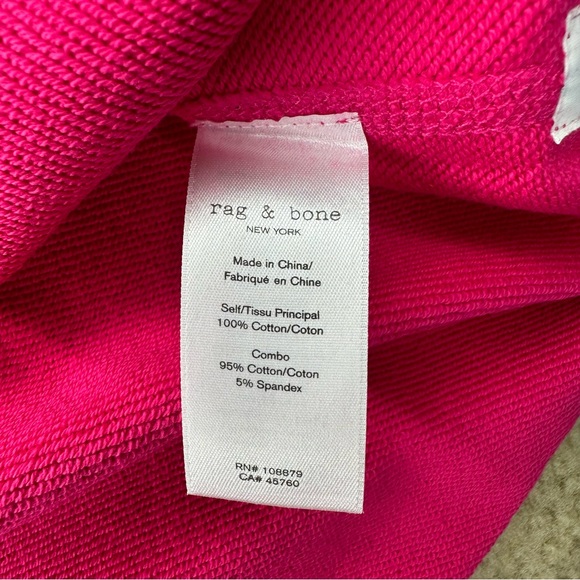 rag & bone
NEW YORK
Made in China/
Fabriqué en Chine
Self/Tissu Principal
100% Cotton/Coton
Combo
95% Cotton/Coton
5% Spandex
RN# 108879
CA# 45760